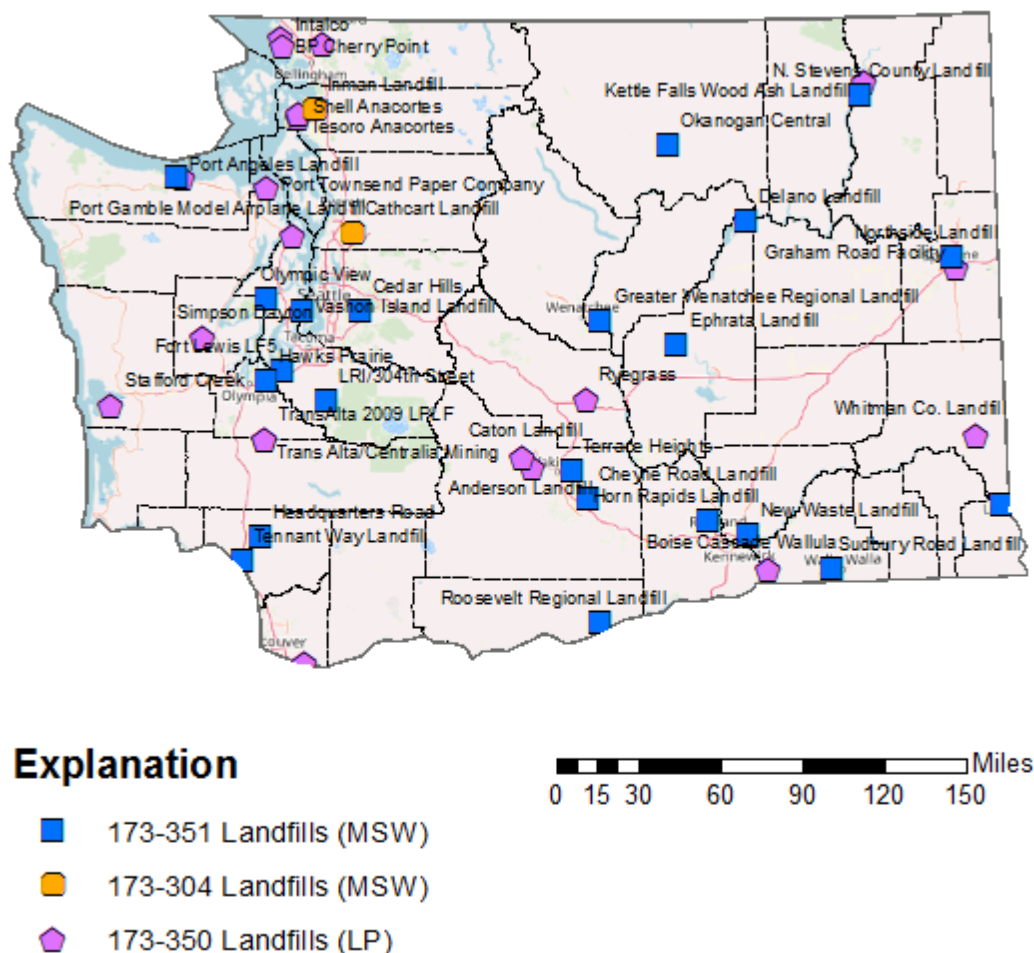 Intalco
BP Cherry Point
Bellingham
Inman Landfill
Shell Anacortes
Tesoro Anacortes
N. Stevens County Landfill
Kettle Falls Wood Ash Landfill
Okanogan Central
Port Angeles Landfill
Port Townsend Paper Company
Port Gamble Model Airplane Landfill
Cathcart Landfill
Delano Landfill
Northside Landfill
Graham Road Facility
Olympic View
Cedar Hills
Seattle
Simpson Dayton
Vashon Island Landfill
Greater Wenatchee Regional Landfill
Wenatchee
Ephrata Landfill
Tacoma
Fort Lewis LF5
Hawks Prairie
Stafford Creek
LRI/304th Street
Olympia
Ryegrass
TransAlta 2009 LPLF
Whitman Co. Landfill
Caton Landfill
Trans Alta/Centralia Mining
Terrace Heights
Cheyne Road Landfill
Anderson Landfill
Horn Rapids Landfill
New Waste Landfill
Headquarters Road
Tennant Way Landfill
Boise Cascade Wallula
Sudbury Road Landfill
Kennewick
Walla Walla
Roosevelt Regional Landfill
couver
Explanation
Miles
0 15 30 60 90 120 150
173-351 Landfills (MSW)
173-304 Landfills (MSW)
173-350 Landfills (LP)